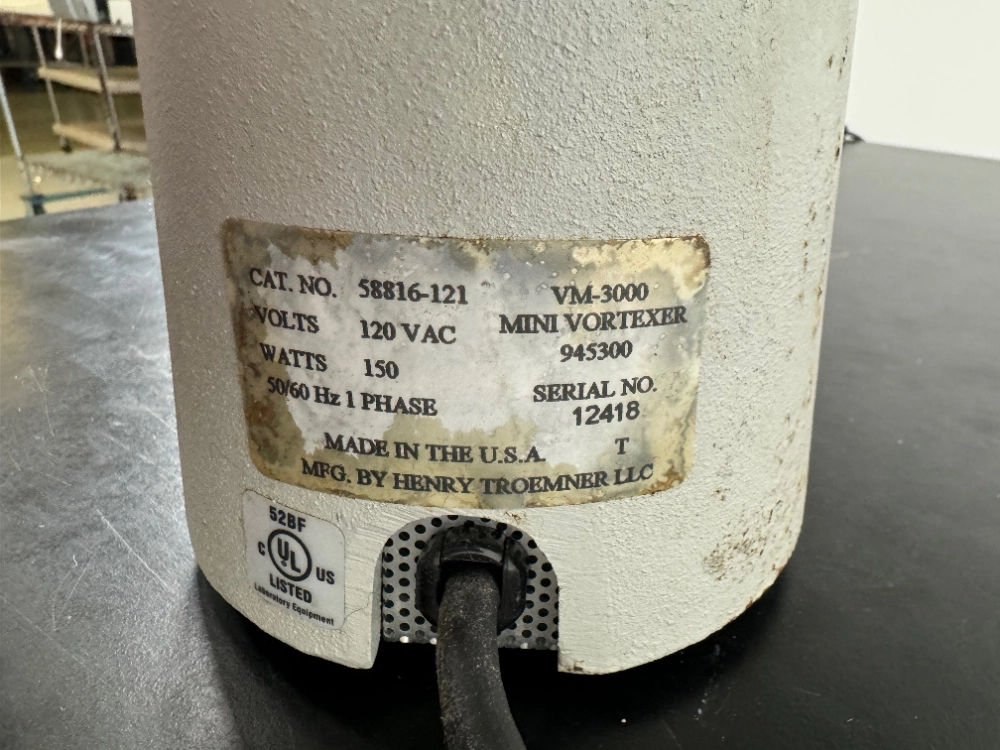 CAT. NO. 58816-121
VOLTS 120 VAC
WATTS 150
50/60 Hz 1 PHASE
VM-3000
MINI VORTEXER
945300
SERIAL NO.
12418
MADE IN THE U.S.A. T
MFG. BY HENRY TROEMNER LLC
52BF
C UL US
LISTED
Laboratory Equipment